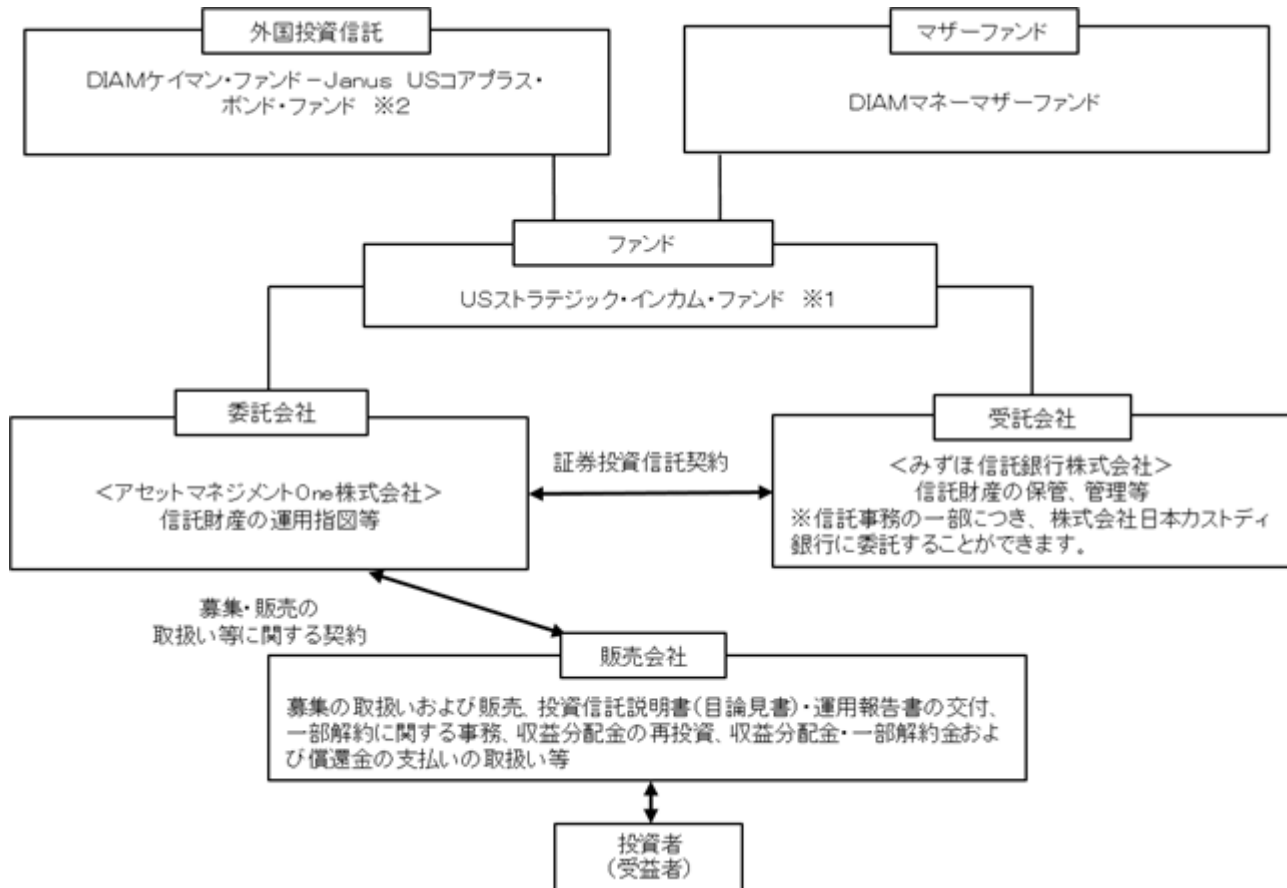 外国投資信託
DIAMケイマン・ファンド－Janus USコアプラス・
ボンド・ファンド ※2
マザーファンド
DIAMマネーマザーファンド
ファンド
USストラテジック・インカム・ファンド ※1
委託会社
＜アセットマネジメントOne株式会社＞
信託財産の運用指図等
証券投資信託契約
受託会社
＜みずほ信託銀行株式会社＞
信託財産の保管、管理等
※信託事務の一部につき、株式会社日本カストディ
銀行に委託することができます。
募集・販売の
取扱い等に関する契約
販売会社
募集の取扱いおよび販売、投資信託説明書(目論見書)・運用報告書の交付、
一部解約に関する事務、収益分配金の再投資、収益分配金・一部解約金およ
び償還金の支払いの取扱い等
投資者
(受益者)